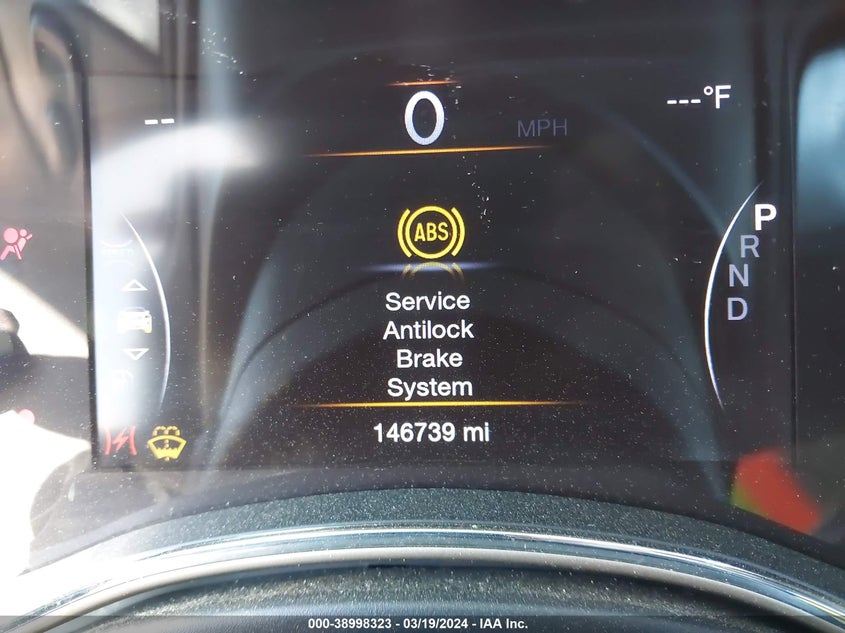 -- 0 MPH ---°F
ABS
P
R
N
D
Service
Antilock
Brake
System
146739 mi
000-38998323 / 03/19/2024 - IAA Inc.